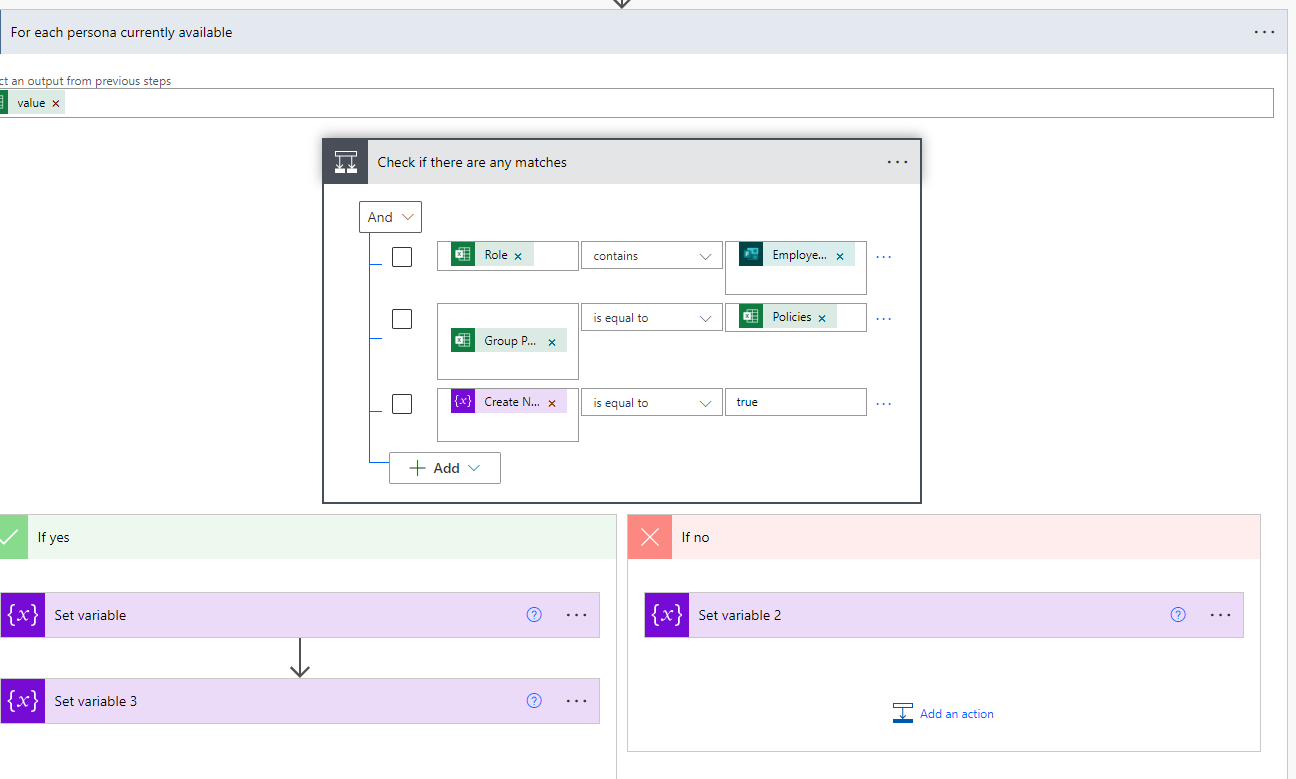 For each persona currently available
ct an output from previous steps
value
Check if there are any matches
And
Role contains Employe...
Group P... is equal to Policies
{x} Create N... is equal to true
Add
If yes
If no
{x} Set variable
{x} Set variable 2
{x} Set variable 3
Add an action